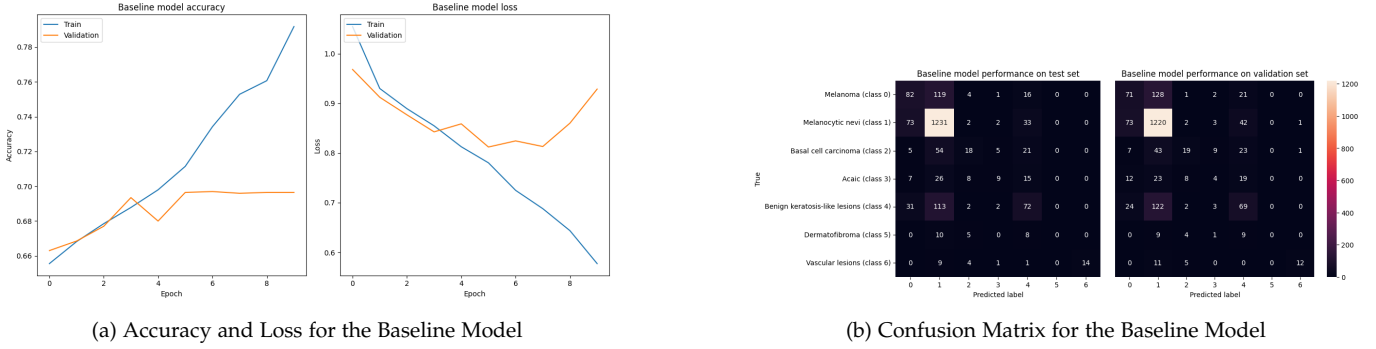 Baseline model accuracy
Train
Validation
0.78
0.76
0.74
0.72
0.70
0.68
0.66
Accuracy
0 2 4 6 8
Epoch
Baseline model loss
Train
Validation
1.0
0.9
0.8
0.7
0.6
Loss
0 2 4 6 8
Epoch
(a) Accuracy and Loss for the Baseline Model
Baseline model performance on test set
True
Melanoma (class 0) 82 119 4 1 16 0 0
Melanocytic nevi (class 1) 73 1231 2 2 33 0 0
Basal cell carcinoma (class 2) 5 54 18 5 21 0 0
Acaic (class 3) 7 26 8 9 15 0 0
Benign keratosis-like lesions (class 4) 31 113 2 2 72 0 0
Dermatofibroma (class 5) 0 10 5 0 8 0 0
Vascular lesions (class 6) 0 9 4 1 1 0 14
0 1 2 3 4 5 6
Predicted label
Baseline model performance on validation set
71 128 1 2 21 0 0
73 1220 2 3 42 0 1
7 43 19 9 23 0 1
12 23 8 4 19 0 0
24 122 2 3 69 0 0
0 9 4 1 9 0 0
0 11 5 0 0 0 12
0 1 2 3 4 5 6
Predicted label
1200
1000
800
600
400
200
0
(b) Confusion Matrix for the Baseline Model